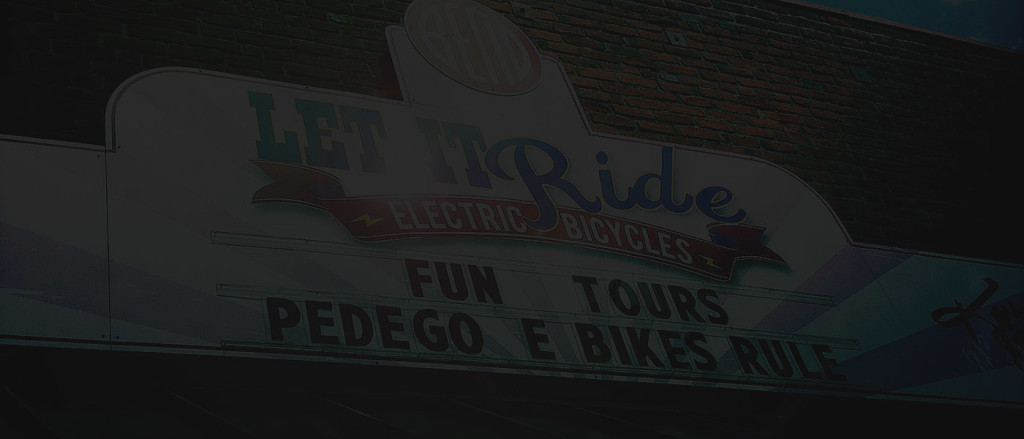 LET IT Ride
ELECTRIC BICYCLES
FUN TOURS
PEDEGO E BIKES RULE